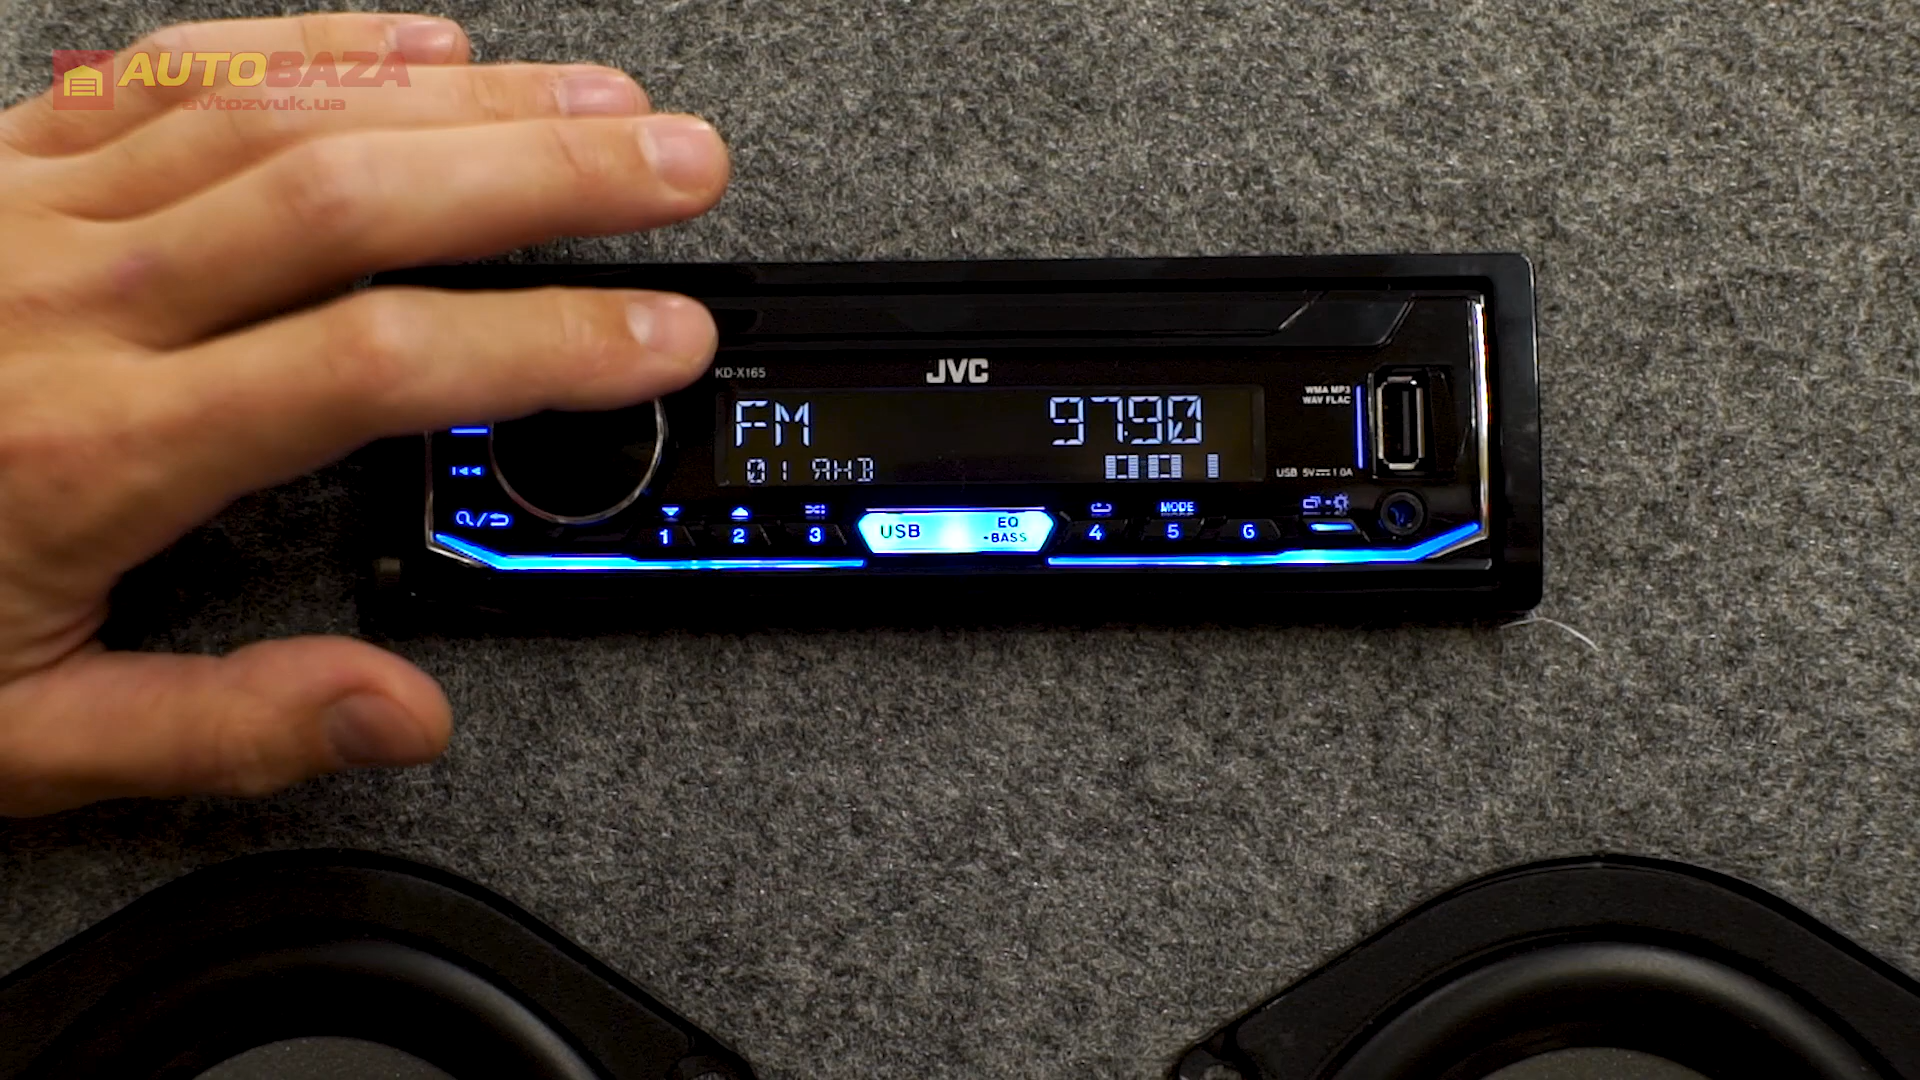 AUTOBAZA
avtozvuk.ua
KD-X165
JVC
WMA MP3
WAV FLAC
FM 97.90
01 ЯНВ
USB 5V 1.0A
MODE
1 2 3 USB EQ 4 5 6
-BASS